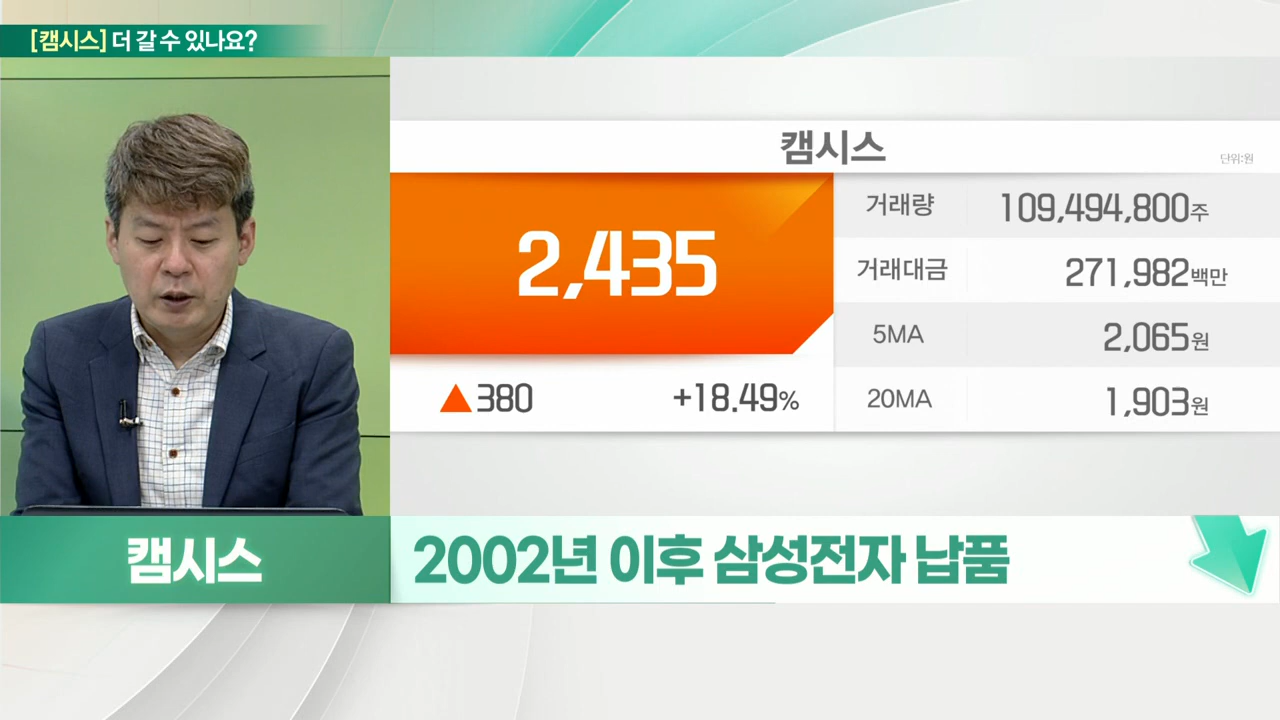 [캠시스] 더 갈 수 있나요?
캠시스
단위:원
2,435
▲380 +18.49%
거래량 109,494,800주
거래대금 271,982백만
5MA 2,065원
20MA 1,903원
캠시스
2002년 이후 삼성전자 납품